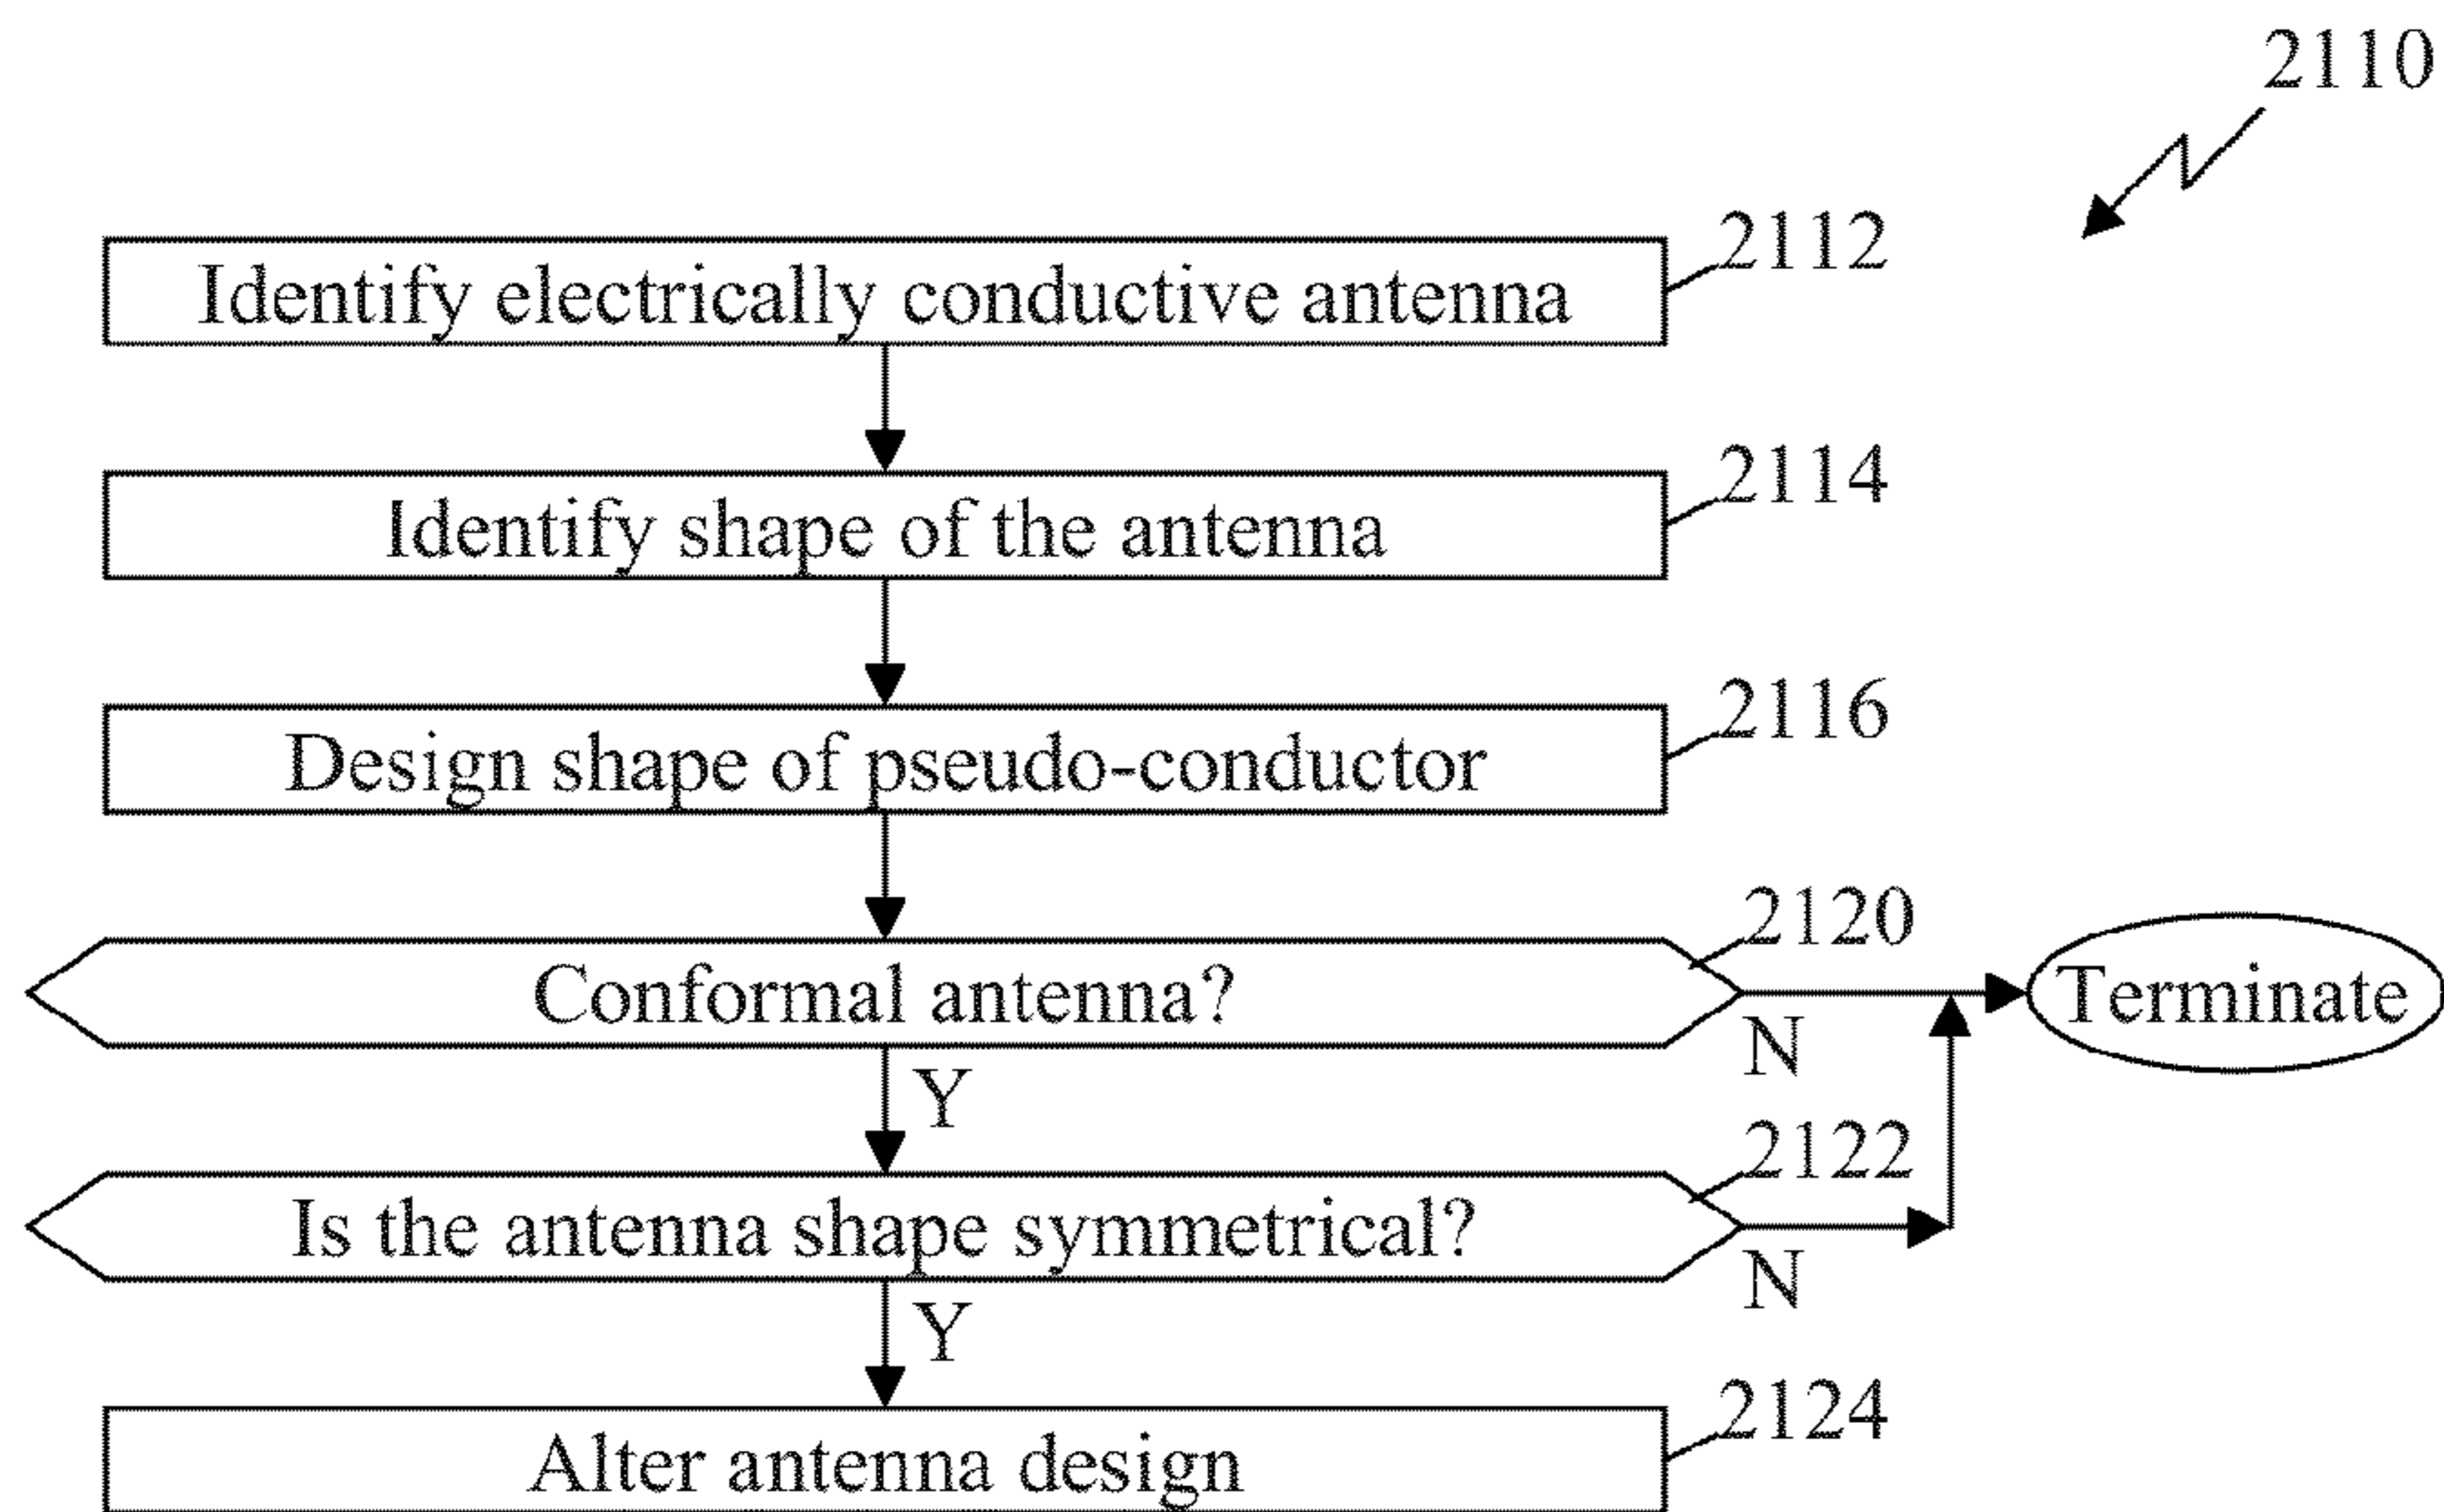 2110
2112
Identify electrically conductive antenna
2114
Identify shape of the antenna
2116
Design shape of pseudo-conductor
2120
Conformal antenna?
Terminate
N
Y
2122
Is the antenna shape symmetrical?
N
Y
2124
Alter antenna design